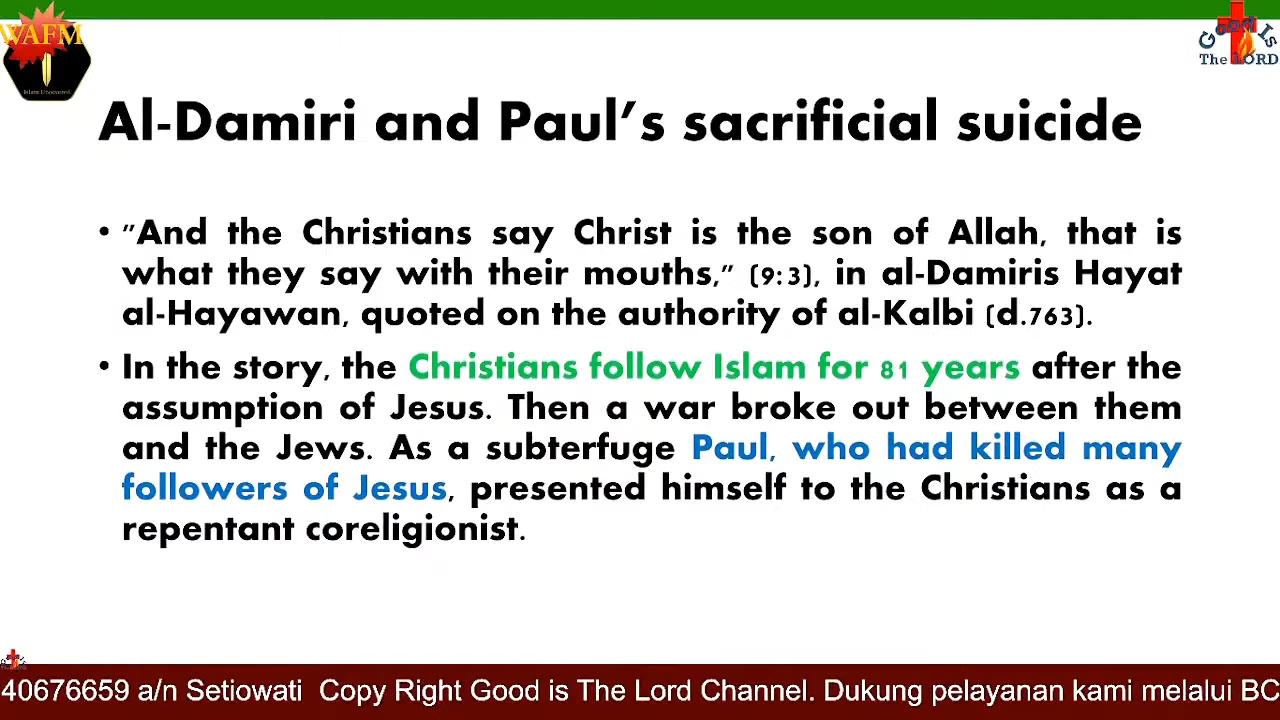 WAFM
Islam Uncovered
Good Is
The LORD
Al-Damiri and Paul’s sacrificial suicide
• ”And the Christians say Christ is the son of Allah, that is
what they say with their mouths,” (9:3), in al-Damiris Hayat
al-Hayawan, quoted on the authority of al-Kalbi (d.763).
• In the story, the Christians follow Islam for 81 years after the
assumption of Jesus. Then a war broke out between them
and the Jews. As a subterfuge Paul, who had killed many
followers of Jesus, presented himself to the Christians as a
repentant coreligionist.
40676659 a/n Setiowati  Copy Right Good is The Lord Channel. Dukung pelayanan kami melalui BC